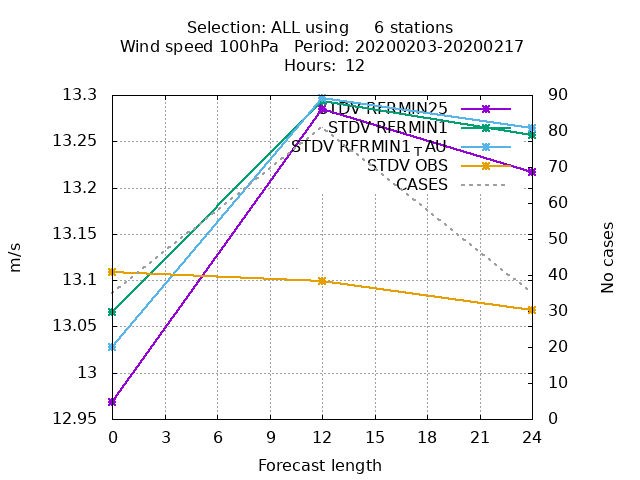 Selection: ALL using     6 stations
Wind speed 100hPa   Period: 20200203-20200217
Hours:  12
13.3
13.25
13.2
13.15
13.1
13.05
13
12.95
m/s
90
80
70
60
50
40
30
20
10
0
No cases
STDV RFRMIN25
STDV RFRMIN1
STDV RFRMIN1_TAU
STDV OBS
CASES
0 3 6 9 12 15 18 21 24
Forecast length